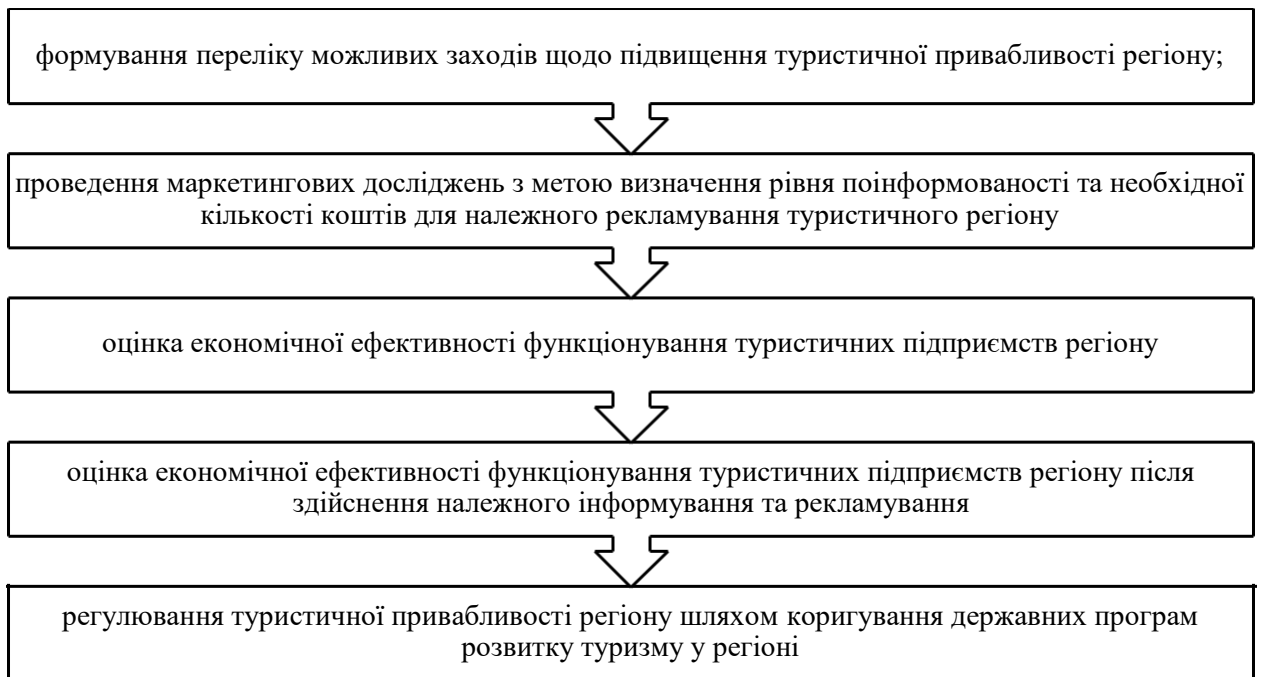 формування переліку можливих заходів щодо підвищення туристичної привабливості регіону;
проведення маркетингових досліджень з метою визначення рівня поінформованості та необхідної
кількості коштів для належного рекламування туристичного регіону
оцінка економічної ефективності функціонування туристичних підприємств регіону
оцінка економічної ефективності функціонування туристичних підприємств регіону після
здійснення належного інформування та рекламування
регулювання туристичної привабливості регіону шляхом коригування державних програм
розвитку туризму у регіоні